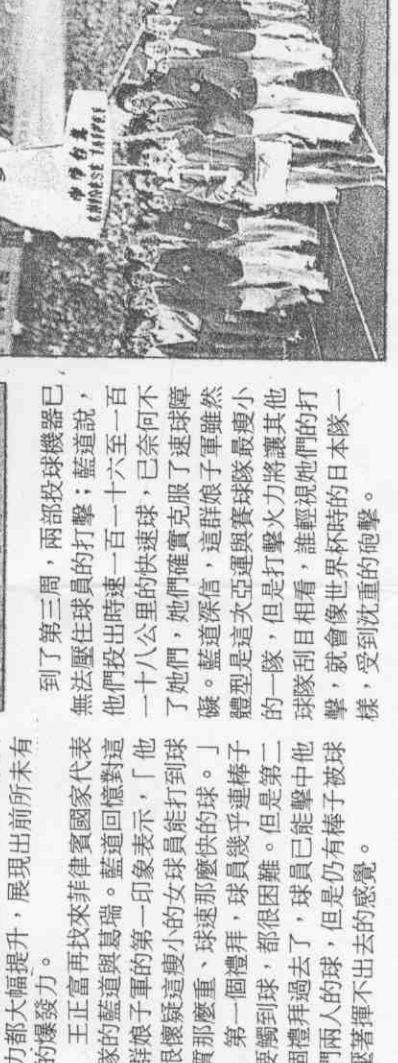 中華台北
CHINESE TAIPEI
力都大幅提升，展現出前所未有
的爆發力。
王正富再找來菲律賓國家代表
隊的藍道與葛瑞。藍道回憶對這
群娘子軍的第一印象表示，「他
很懷疑這瘦小的女球員能打到球
質那麼重、球速那麼快的球。」
第一個禮拜，球員幾乎連棒子
要觸到球，都很困難。但是第二
個禮拜過去了，球員已能擊中他
們兩人的球，但是仍有棒子被球
壓著揮不出去的感覺。
到了第三周，兩部投球機器已
無法壓住球員的打擊；藍道說，
他們投出時速一百一十六至一百
一十八公里的快速球，已奈何不
了她們，她們確實克服了速球障
礙。藍道深信，這群娘子軍雖然
體型是這次亞運與賽球隊最瘦小
的一隊，但是打擊火力將讓其他
球隊刮目相看，誰輕視她們的打
擊，就會像世界杯時的日本隊一
樣，受到沈重的砲擊。